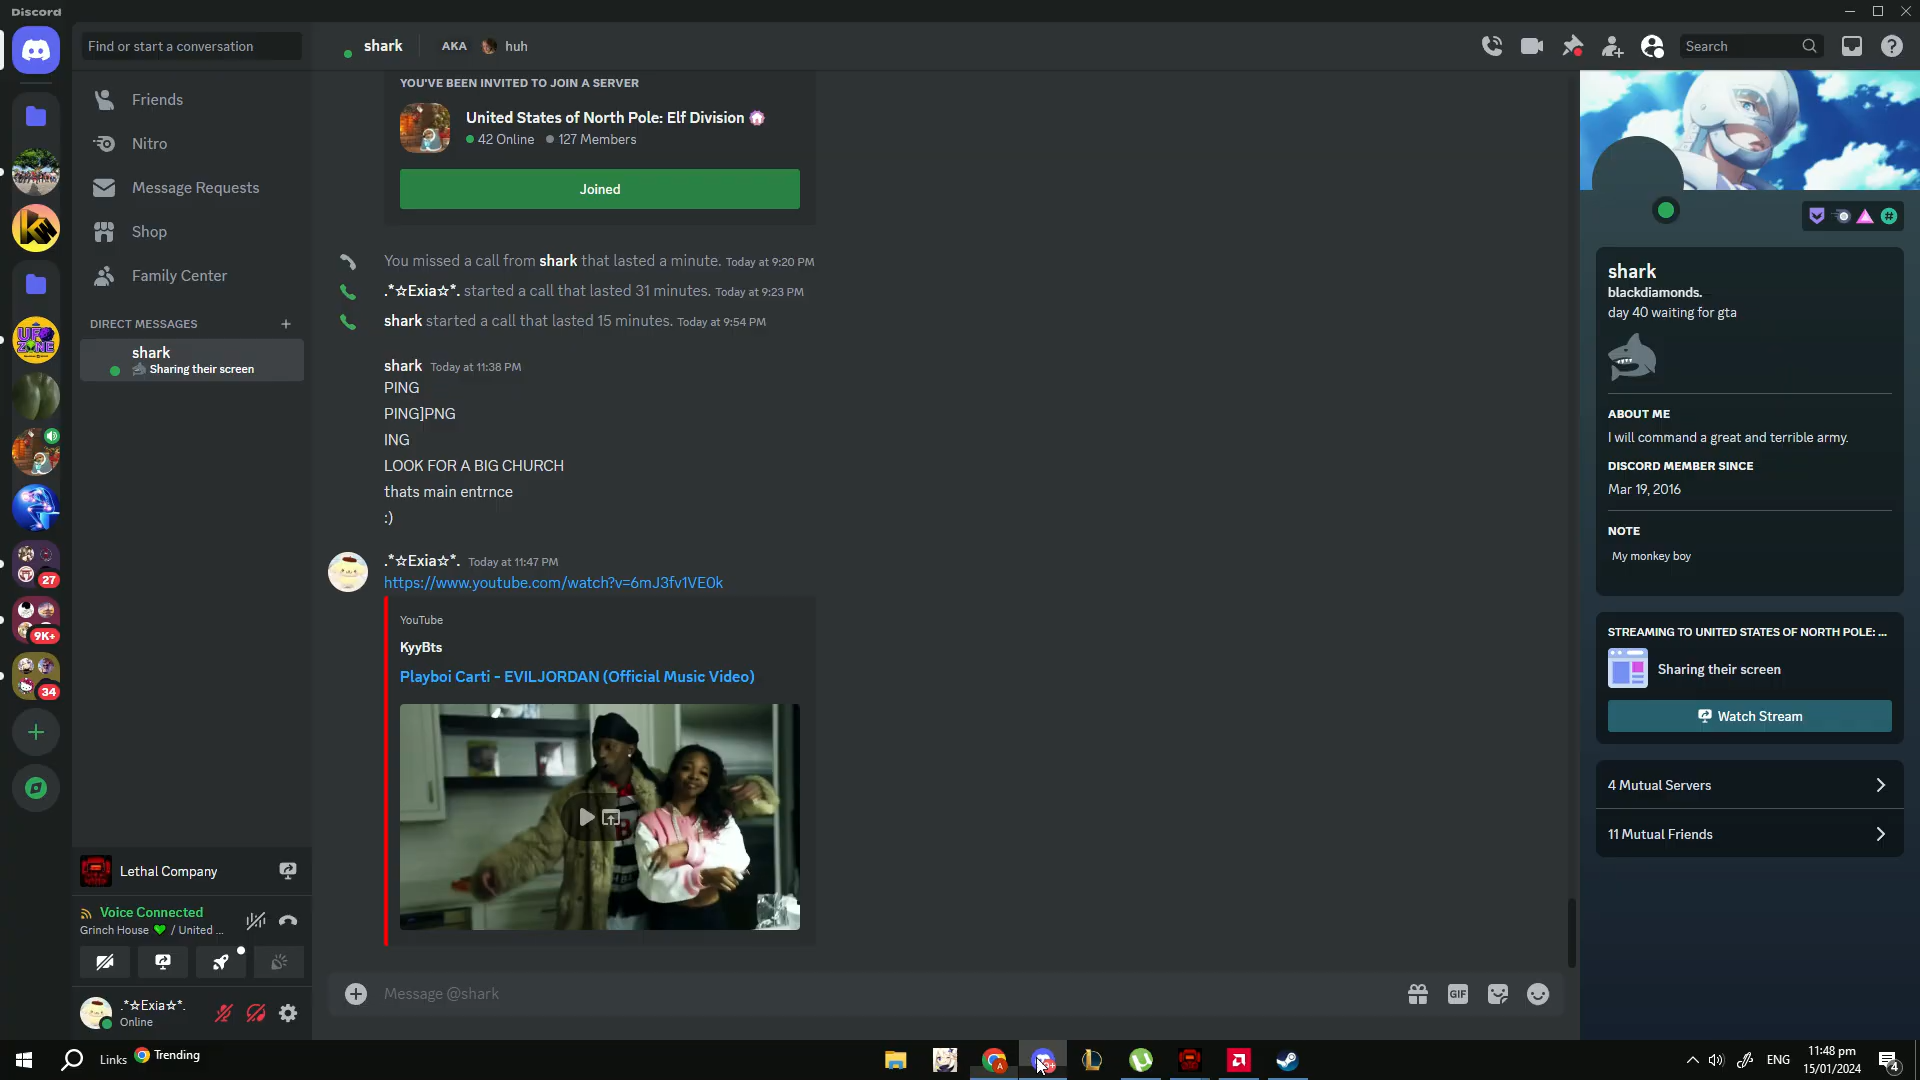 Discord
Find or start a conversation
Friends
Nitro
Message Requests
Shop
Family Center
DIRECT MESSAGES
shark
Sharing their screen
27
9K+
34
Lethal Company
Voice Connected
Grinch House 💚 / United ...
.*☆Exia☆*.
Online
shark
AKA huh
Search
YOU'VE BEEN INVITED TO JOIN A SERVER
United States of North Pole: Elf Division
42 Online 127 Members
Joined
You missed a call from shark that lasted a minute. Today at 9:20 PM
.*☆Exia☆*. started a call that lasted 31 minutes. Today at 9:23 PM
shark started a call that lasted 15 minutes. Today at 9:54 PM
shark Today at 11:38 PM
PING
PING]PNG
ING
LOOK FOR A BIG CHURCH
thats main entrnce
:)
.*☆Exia☆*. Today at 11:47 PM
https://www.youtube.com/watch?v=6mJ3fv1VE0k
YouTube
KyyBts
Playboi Carti - EVILJORDAN (Official Music Video)
Message @shark
GIF
shark
blackdiamonds.
day 40 waiting for gta
ABOUT ME
I will command a great and terrible army.
DISCORD MEMBER SINCE
Mar 19, 2016
NOTE
My monkey boy
STREAMING TO UNITED STATES OF NORTH POLE: ...
Sharing their screen
Watch Stream
4 Mutual Servers
11 Mutual Friends
Links
Trending
ENG
11:48 pm
15/01/2024
4